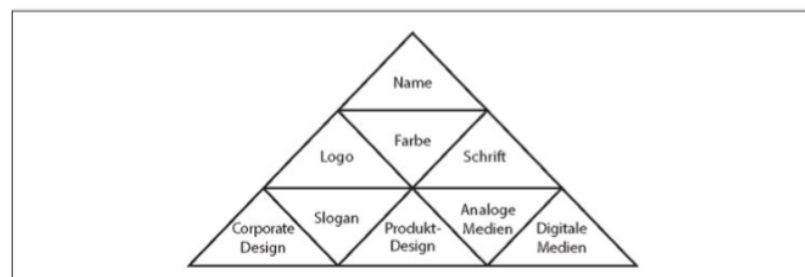 Name
Logo
Farbe
Schrift
Corporate
Design
Slogan
Produkt-
Design
Analoge
Medien
Digitale
Medien